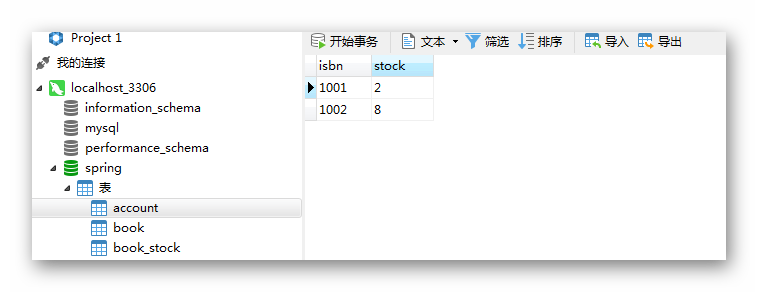 Project 1
我的连接
localhost_3306
information_schema
mysql
performance_schema
spring
表
account
book
book_stock
开始事务 文本 筛选 排序 导入 导出
isbn stock
1001 2
1002 8